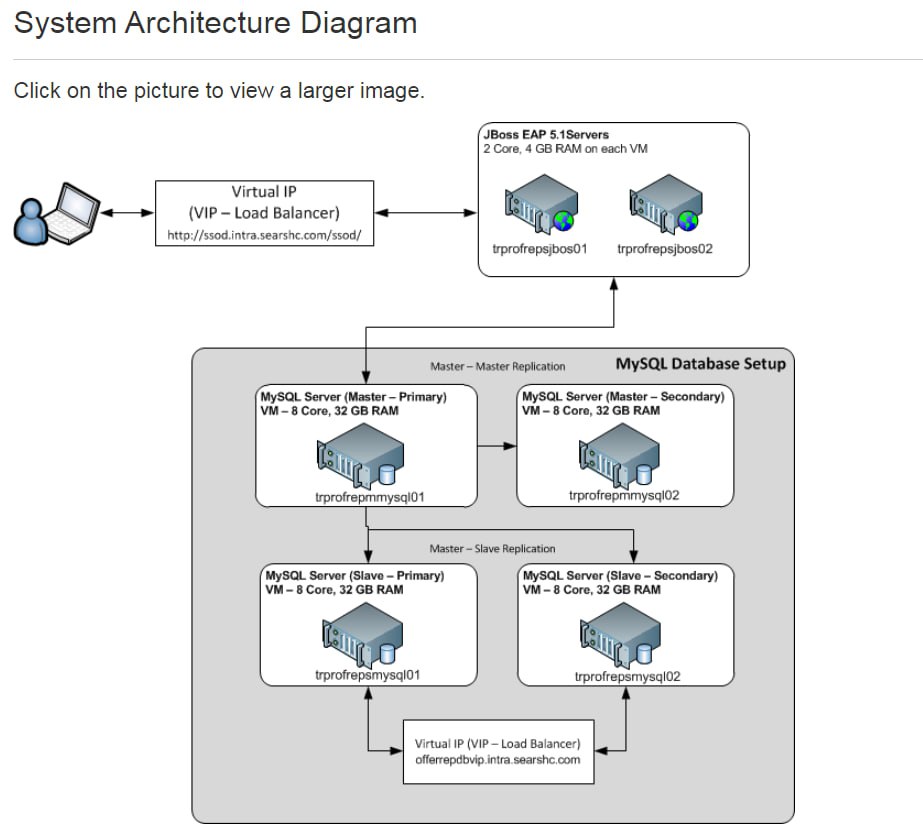 System Architecture Diagram
Click on the picture to view a larger image.
JBoss EAP 5.1Servers
2 Core, 4 GB RAM on each VM
trprofrepsjbos01
trprofrepsjbos02
Virtual IP
(VIP – Load Balancer)
http://ssod.intra.searshc.com/ssod/
Master – Master Replication
MySQL Database Setup
MySQL Server (Master – Primary)
VM – 8 Core, 32 GB RAM
trprofrepmmysql01
MySQL Server (Master – Secondary)
VM – 8 Core, 32 GB RAM
trprofrepmmysql02
Master – Slave Replication
MySQL Server (Slave – Primary)
VM – 8 Core, 32 GB RAM
trprofrepsmysql01
MySQL Server (Slave – Secondary)
VM – 8 Core, 32 GB RAM
trprofrepsmysql02
Virtual IP (VIP – Load Balancer)
offerrepdbvip.intra.searshc.com